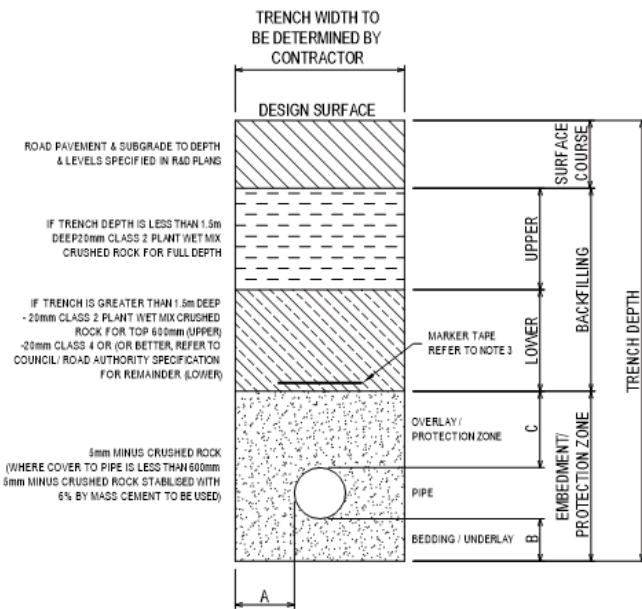 TRENCH WIDTH TO
BE DETERMINED BY
CONTRACTOR
DESIGN SURFACE
ROAD PAVEMENT & SUBGRADE TO DEPTH
& LEVELS SPECIFIED IN R&D PLANS
SURFACE
COURSE
IF TRENCH DEPTH IS LESS THAN 1.5m
DEEP20mm CLASS 2 PLANT WET MIX
CRUSHED ROCK FOR FULL DEPTH
UPPER
IF TRENCH IS GREATER THAN 1.5m DEEP
- 20mm CLASS 2 PLANT WET MIX CRUSHED
ROCK FOR TOP 600mm (UPPER)
-20mm CLASS 4 OR (OR BETTER, REFER TO
COUNCIL/ ROAD AUTHORITY SPECIFICATION
FOR REMAINDER (LOWER)
MARKER TAPE
REFER TO NOTE 3
LOWER
BACKFILLING
TRENCH DEPTH
OVERLAY /
PROTECTION ZONE
C
5mm MINUS CRUSHED ROCK
(WHERE COVER TO PIPE IS LESS THAN 600mm
5mm MINUS CRUSHED ROCK STABILISED WITH
6% BY MASS CEMENT TO BE USED)
PIPE
EMBEDMENT/
PROTECTION ZONE
BEDDING / UNDERLAY
B
A